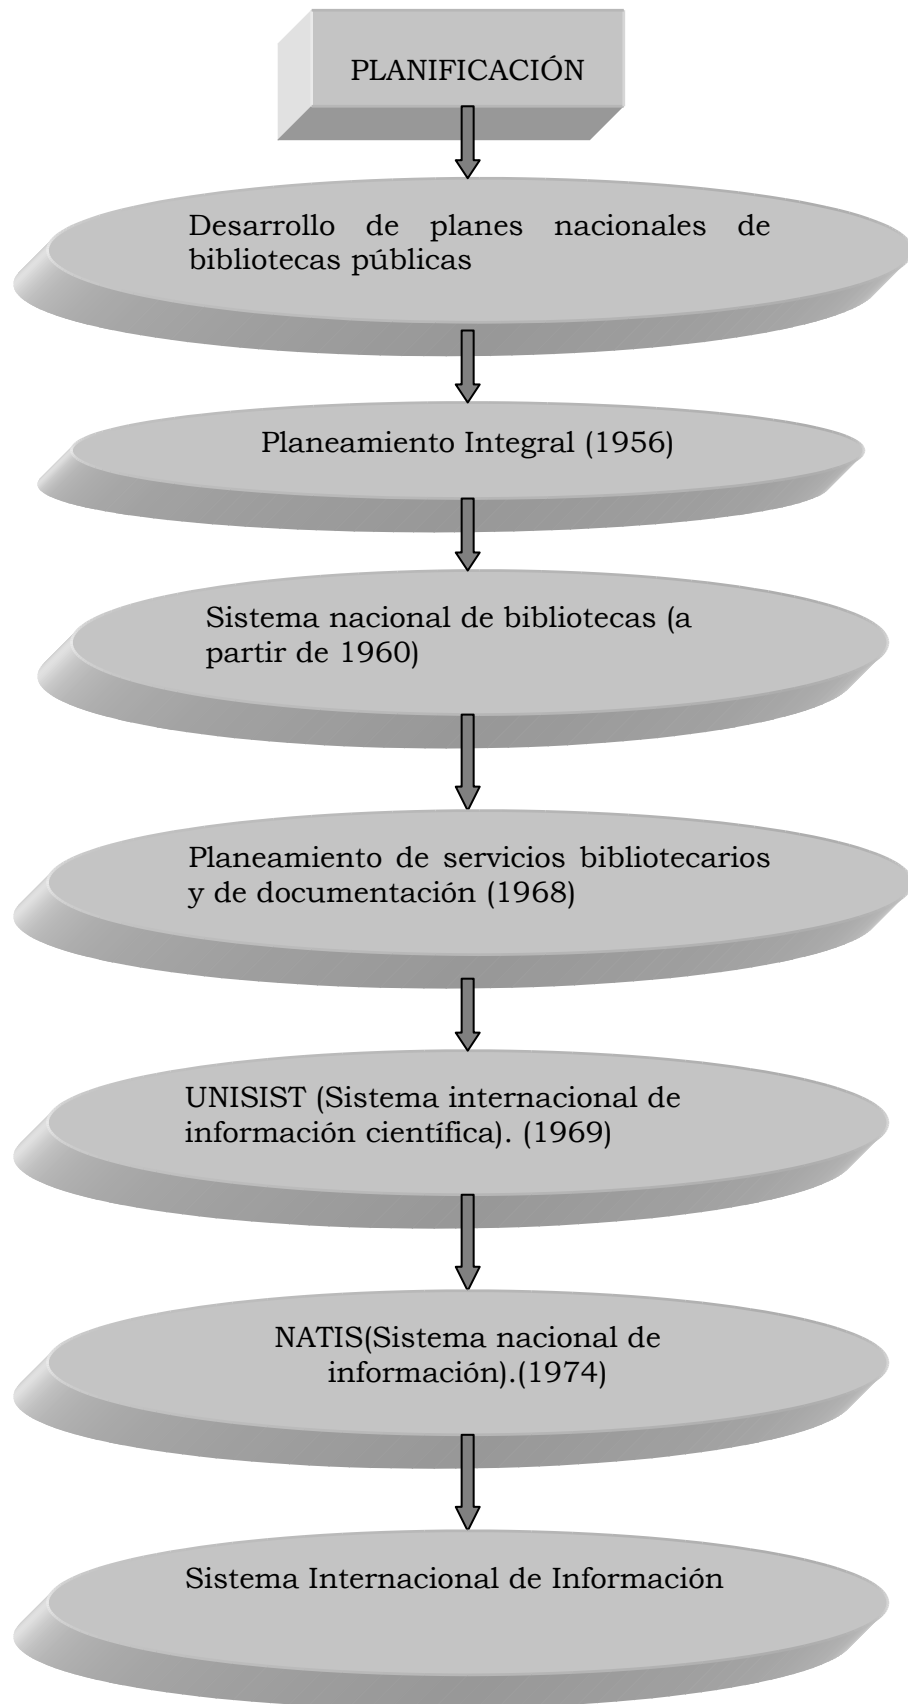 PLANIFICACIÓN
Desarrollo de planes nacionales de
bibliotecas públicas
Planeamiento Integral (1956)
Sistema nacional de bibliotecas (a
partir de 1960)
Planeamiento de servicios bibliotecarios
y de documentación (1968)
UNISIST (Sistema internacional de
información científica). (1969)
NATIS(Sistema nacional de
información).(1974)
Sistema Internacional de Información